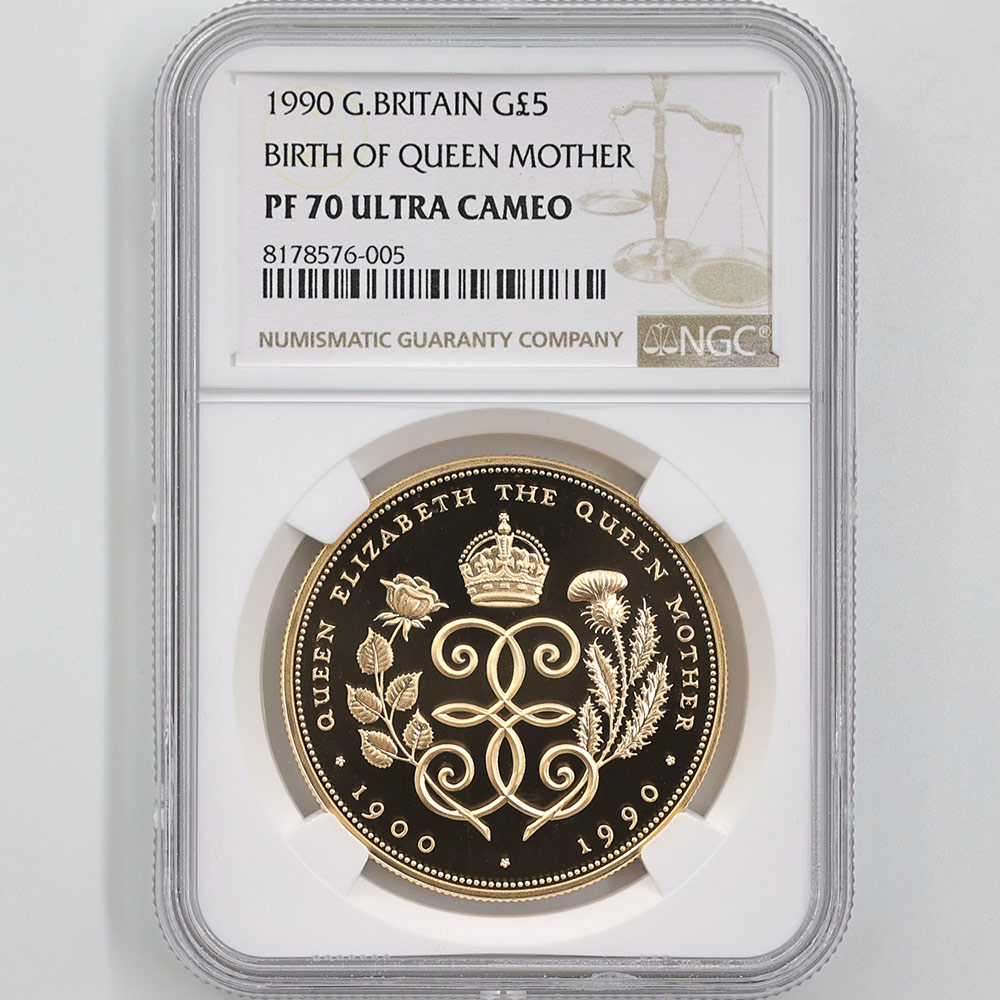 1990 G.BRITAIN G£5
BIRTH OF QUEEN MOTHER
PF 70 ULTRA CAMEO
8178576-005
NUMISMATIC GUARANTY COMPANY
NGC®
QUEEN ELIZABETH THE QUEEN MOTHER
1900
1990